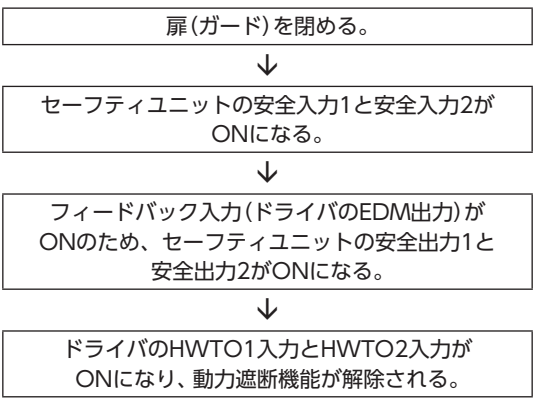 扉(ガード)を閉める。
↓
セーフティユニットの安全入力1と安全入力2が
ONになる。
↓
フィードバック入力(ドライバのEDM出力)が
ONのため、セーフティユニットの安全出力1と
安全出力2がONになる。
↓
ドライバのHWTO1入力とHWTO2入力が
ONになり、動力遮断機能が解除される。